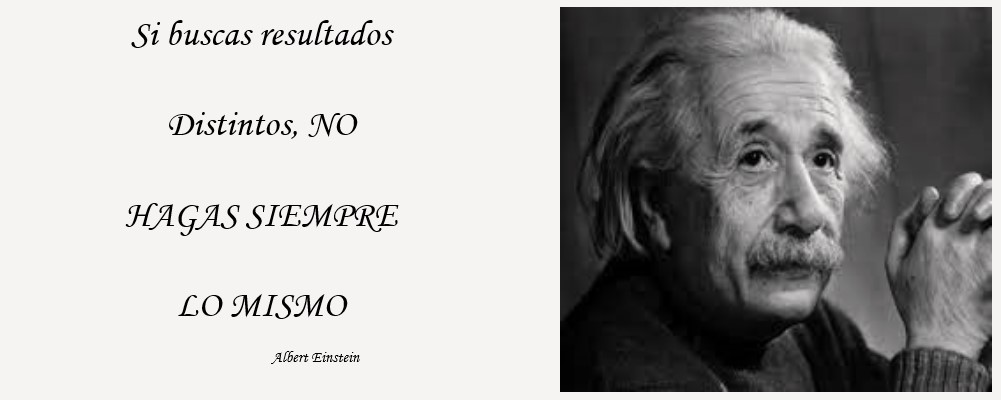 Si buscas resultados
Distintos, NO
HAGAS SIEMPRE
LO MISMO
Albert Einstein